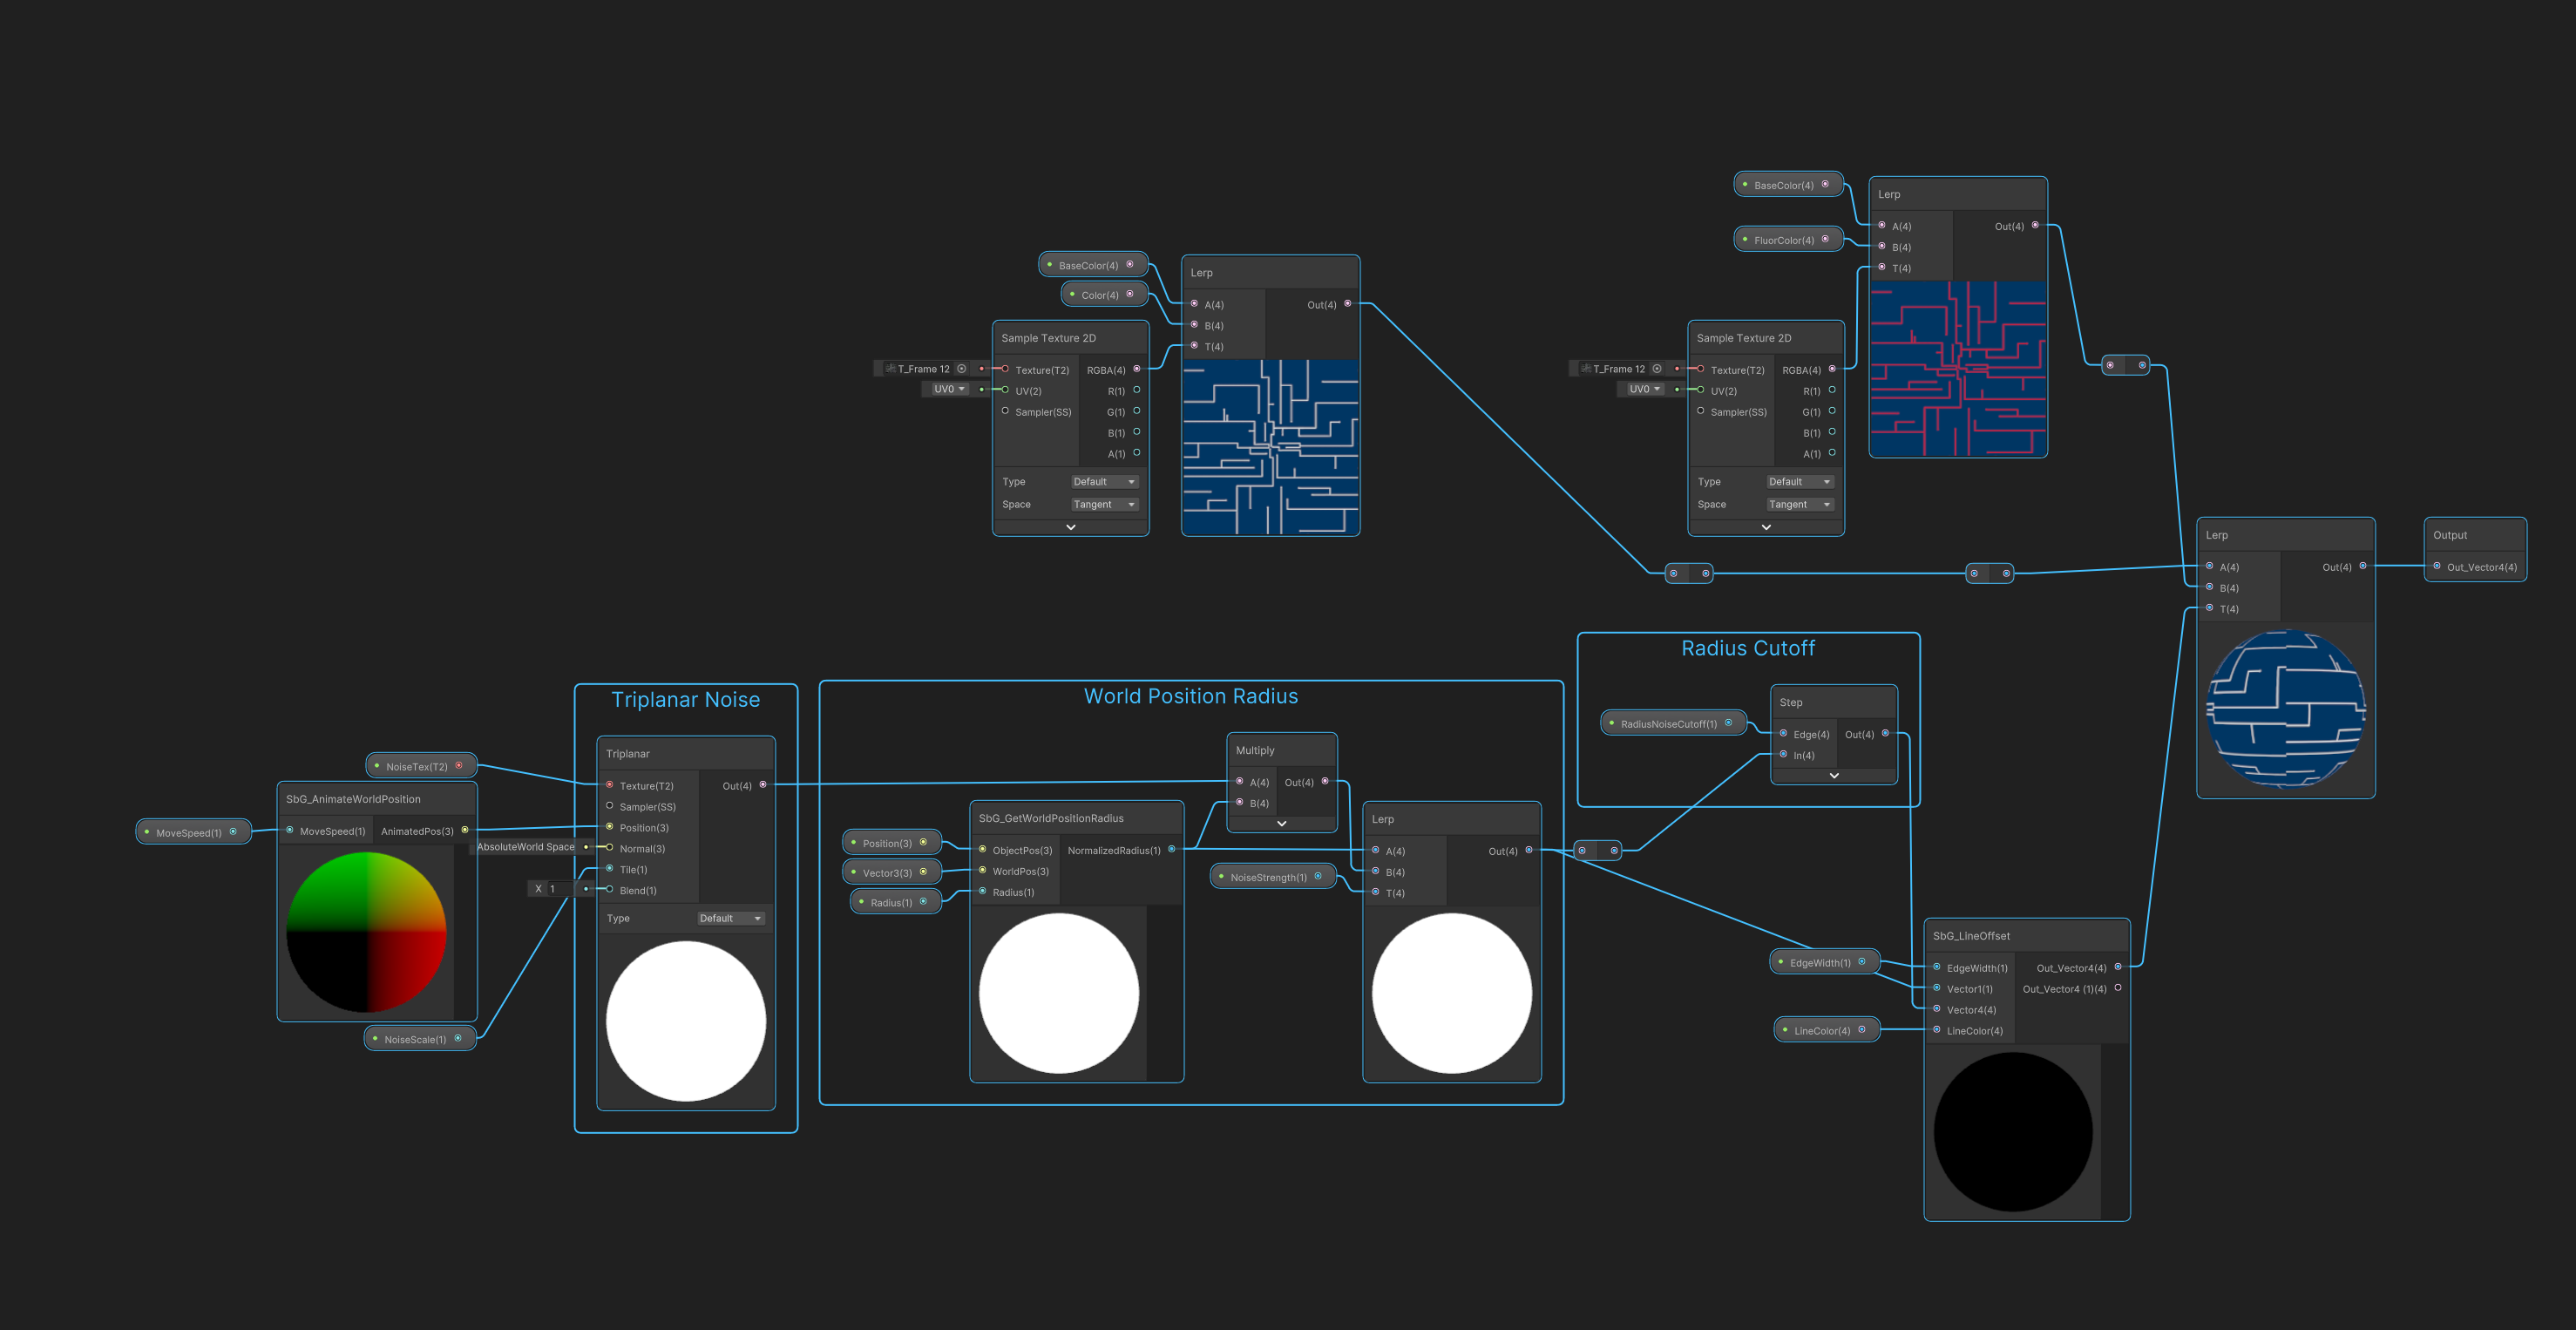 BaseColor(4)
FluorColor(4)
Lerp
A(4)
B(4)
T(4)
Out(4)
BaseColor(4)
Color(4)
Lerp
A(4)
B(4)
T(4)
Out(4)
Sample Texture 2D
T_Frame 12
UV0
Texture(T2)
UV(2)
Sampler(SS)
RGBA(4)
R(1)
G(1)
B(1)
A(1)
Type
Default
Space
Tangent
Sample Texture 2D
T_Frame 12
UV0
Texture(T2)
UV(2)
Sampler(SS)
RGBA(4)
R(1)
G(1)
B(1)
A(1)
Type
Default
Space
Tangent
Lerp
A(4)
B(4)
T(4)
Out(4)
Output
Out_Vector4(4)
Triplanar Noise
NoiseTex(T2)
SbG_AnimateWorldPosition
MoveSpeed(1)
MoveSpeed(1)
AnimatedPos(3)
NoiseScale(1)
AbsoluteWorld Space
X 1
Triplanar
Texture(T2)
Sampler(SS)
Position(3)
Normal(3)
Tile(1)
Blend(1)
Out(4)
Type
Default
World Position Radius
Position(3)
Vector3(3)
Radius(1)
SbG_GetWorldPositionRadius
ObjectPos(3)
WorldPos(3)
Radius(1)
NormalizedRadius(1)
Multiply
A(4)
B(4)
Out(4)
NoiseStrength(1)
Lerp
A(4)
B(4)
T(4)
Out(4)
Radius Cutoff
RadiusNoiseCutoff(1)
Step
Edge(4)
In(4)
Out(4)
EdgeWidth(1)
LineColor(4)
SbG_LineOffset
EdgeWidth(1)
Vector1(1)
Vector4(4)
LineColor(4)
Out_Vector4(4)
Out_Vector4 (1)(4)